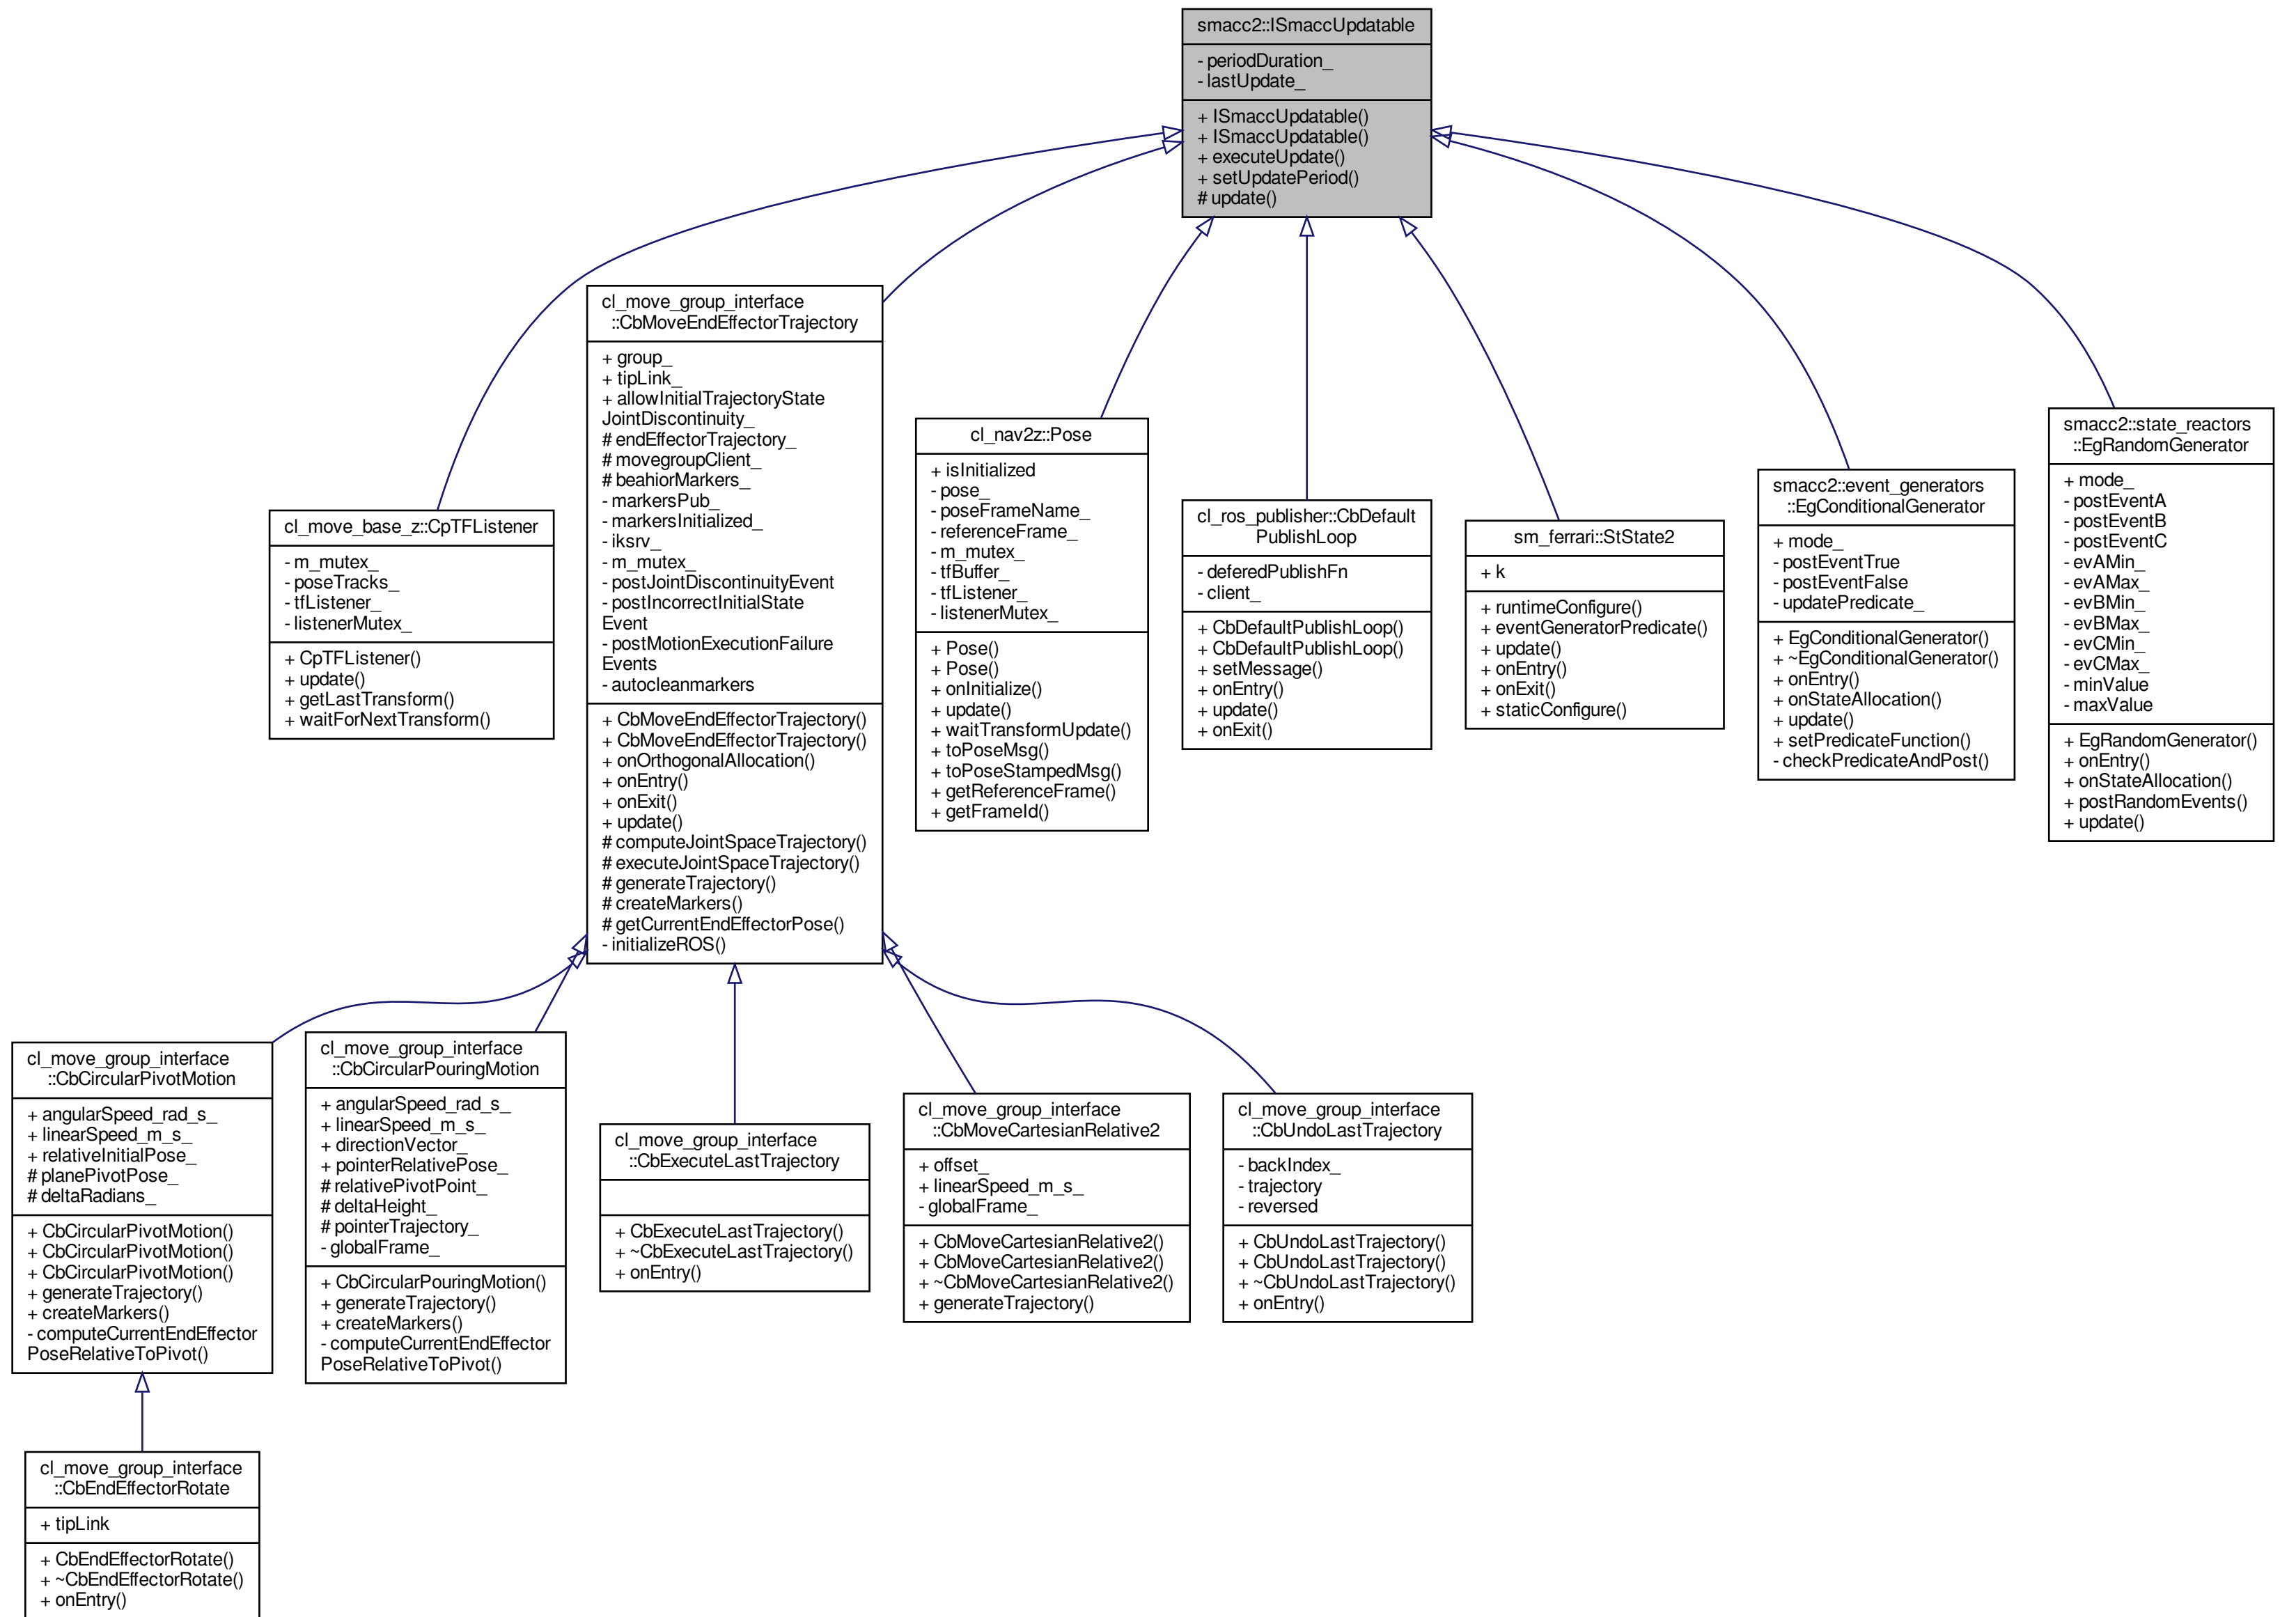 smacc2::ISmaccUpdatable
- periodDuration_
- lastUpdate_
+ ISmaccUpdatable()
+ ISmaccUpdatable()
+ executeUpdate()
+ setUpdatePeriod()
# update()
cl_move_base_z::CpTFListener
- m_mutex_
- poseTracks_
- tfListener_
- listenerMutex_
+ CpTFListener()
+ update()
+ getLastTransform()
+ waitForNextTransform()
cl_move_group_interface
::CbMoveEndEffectorTrajectory
+ group_
+ tipLink_
+ allowInitialTrajectoryState
JointDiscontinuity_
# endEffectorTrajectory_
# movegroupClient_
# beahiorMarkers_
- markersPub_
- markersInitialized_
- iksrv_
- m_mutex_
- postJointDiscontinuityEvent
- postIncorrectInitialState
Event
- postMotionExecutionFailure
Events
- autocleanmarkers
+ CbMoveEndEffectorTrajectory()
+ CbMoveEndEffectorTrajectory()
+ onOrthogonalAllocation()
+ onEntry()
+ onExit()
+ update()
# computeJointSpaceTrajectory()
# executeJointSpaceTrajectory()
# generateTrajectory()
# createMarkers()
# getCurrentEndEffectorPose()
- initializeROS()
cl_nav2z::Pose
+ isInitialized
- pose_
- poseFrameName_
- referenceFrame_
- m_mutex_
- tfBuffer_
- tfListener_
- listenerMutex_
+ Pose()
+ Pose()
+ onInitialize()
+ update()
+ waitTransformUpdate()
+ toPoseMsg()
+ toPoseStampedMsg()
+ getReferenceFrame()
+ getFrameId()
cl_ros_publisher::CbDefault
PublishLoop
- deferedPublishFn
- client_
+ CbDefaultPublishLoop()
+ CbDefaultPublishLoop()
+ setMessage()
+ onEntry()
+ update()
+ onExit()
sm_ferrari::StState2
+ k
+ runtimeConfigure()
+ eventGeneratorPredicate()
+ update()
+ onEntry()
+ onExit()
+ staticConfigure()
smacc2::event_generators
::EgConditionalGenerator
+ mode_
- postEventTrue
- postEventFalse
- updatePredicate_
+ EgConditionalGenerator()
+ ~EgConditionalGenerator()
+ onEntry()
+ onStateAllocation()
+ update()
+ setPredicateFunction()
- checkPredicateAndPost()
smacc2::state_reactors
::EgRandomGenerator
+ mode_
- postEventA
- postEventB
- postEventC
- evAMin_
- evAMax_
- evBMin_
- evBMax_
- evCMin_
- evCMax_
- minValue
- maxValue
+ EgRandomGenerator()
+ onEntry()
+ onStateAllocation()
+ postRandomEvents()
+ update()
cl_move_group_interface
::CbCircularPivotMotion
+ angularSpeed_rad_s_
+ linearSpeed_m_s_
+ relativeInitialPose_
# planePivotPose_
# deltaRadians_
+ CbCircularPivotMotion()
+ CbCircularPivotMotion()
+ CbCircularPivotMotion()
+ generateTrajectory()
+ createMarkers()
- computeCurrentEndEffector
PoseRelativeToPivot()
cl_move_group_interface
::CbCircularPouringMotion
+ angularSpeed_rad_s_
+ linearSpeed_m_s_
+ directionVector_
+ pointerRelativePose_
# relativePivotPoint_
# deltaHeight_
# pointerTrajectory_
- globalFrame_
+ CbCircularPouringMotion()
+ generateTrajectory()
+ createMarkers()
- computeCurrentEndEffector
PoseRelativeToPivot()
cl_move_group_interface
::CbExecuteLastTrajectory
+ CbExecuteLastTrajectory()
+ ~CbExecuteLastTrajectory()
+ onEntry()
cl_move_group_interface
::CbMoveCartesianRelative2
+ offset_
+ linearSpeed_m_s_
- globalFrame_
+ CbMoveCartesianRelative2()
+ CbMoveCartesianRelative2()
+ ~CbMoveCartesianRelative2()
+ generateTrajectory()
cl_move_group_interface
::CbUndoLastTrajectory
- backIndex_
- trajectory
- reversed
+ CbUndoLastTrajectory()
+ CbUndoLastTrajectory()
+ ~CbUndoLastTrajectory()
+ onEntry()
cl_move_group_interface
::CbEndEffectorRotate
+ tipLink
+ CbEndEffectorRotate()
+ ~CbEndEffectorRotate()
+ onEntry()